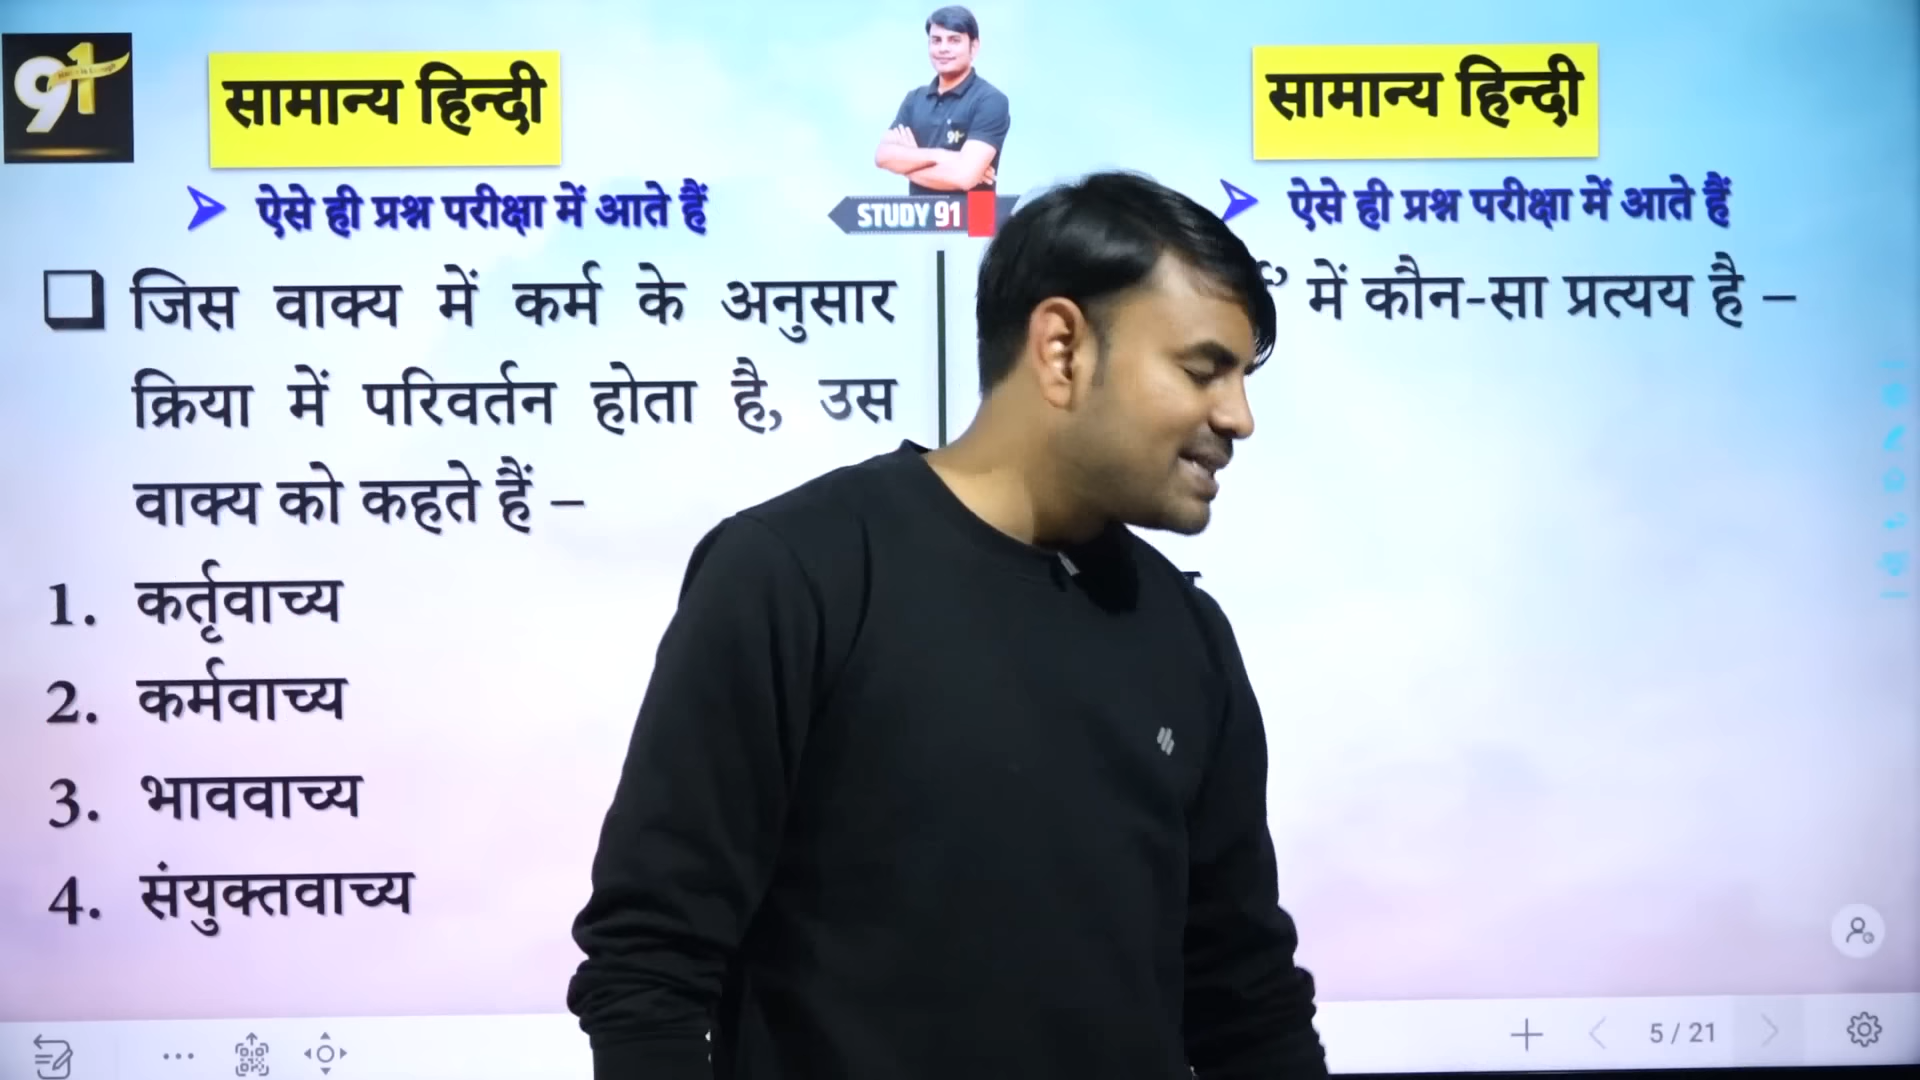 91
सामान्य हिन्दी
ऐसे ही प्रश्न परीक्षा में आते हैं
जिस वाक्य में कर्म के अनुसार
क्रिया में परिवर्तन होता है, उस
वाक्य को कहते हैं –
1. कर्तृवाच्य
2. कर्मवाच्य
3. भाववाच्य
4. संयुक्तवाच्य
STUDY 91
सामान्य हिन्दी
ऐसे ही प्रश्न परीक्षा में आते हैं
में कौन-सा प्रत्यय है –
5 / 21